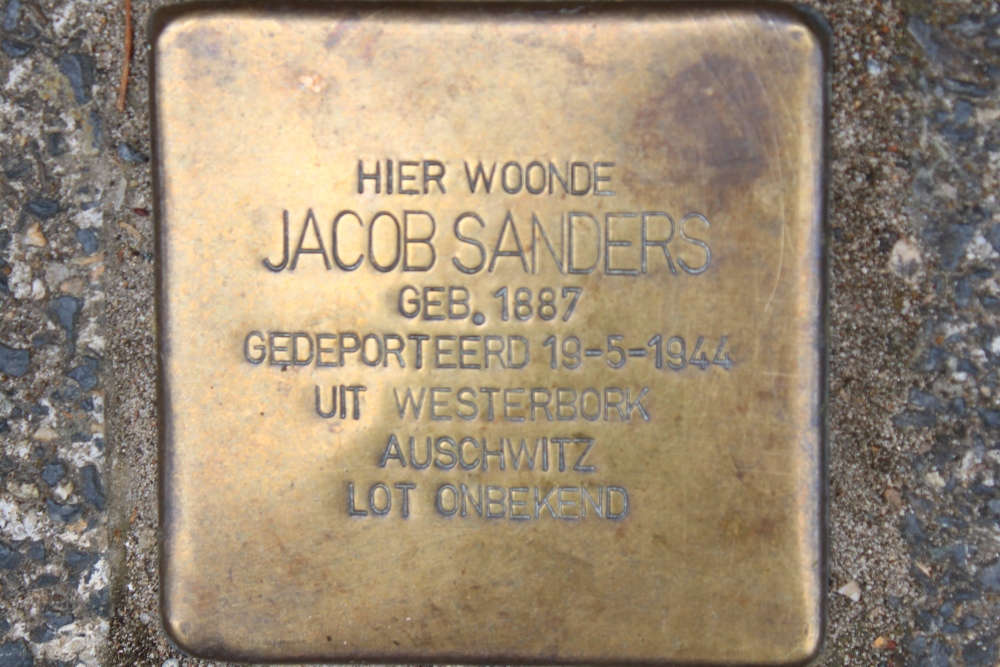 HIER WOONDE
JACOB SANDERS
GEB. 1887
GEDEPORTEERD 19-5-1944
UIT WESTERBORK
AUSCHWITZ
LOT ONBEKEND